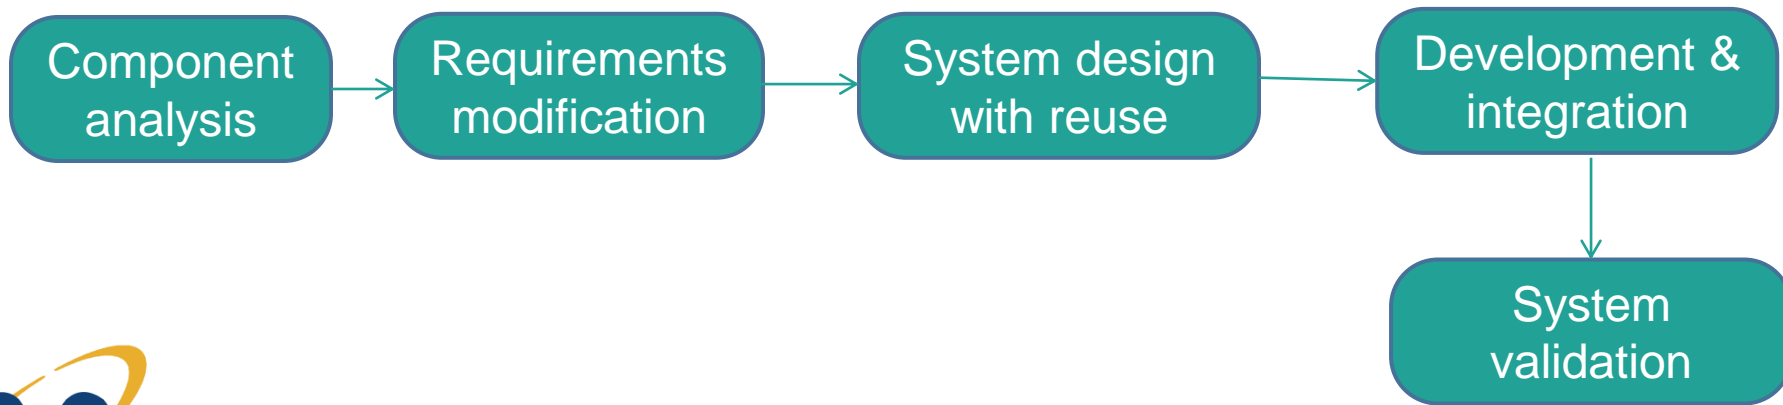 Component
analysis
Requirements
modification
System design
with reuse
Development &
integration
System
validation